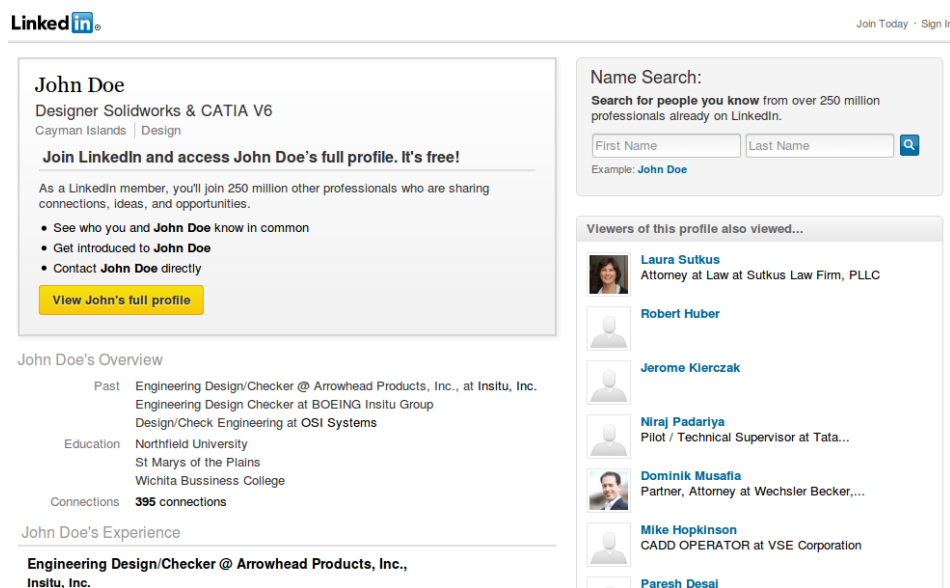 Linked in ®
Join Today · Sign In
John Doe
Designer Solidworks & CATIA V6
Cayman Islands | Design
Join LinkedIn and access John Doe's full profile. It's free!
As a LinkedIn member, you'll join 250 million other professionals who are sharing
connections, ideas, and opportunities.
• See who you and John Doe know in common
• Get introduced to John Doe
• Contact John Doe directly
View John's full profile
John Doe's Overview
Past Engineering Design/Checker @ Arrowhead Products, Inc., at Insitu, Inc.
Engineering Design Checker at BOEING Insitu Group
Design/Check Engineering at OSI Systems
Education Northfield University
St Marys of the Plains
Wichita Bussiness College
Connections 395 connections
John Doe's Experience
Engineering Design/Checker @ Arrowhead Products, Inc.,
Insitu, Inc.
Name Search:
Search for people you know from over 250 million
professionals already on LinkedIn.
First Name Last Name
Example: John Doe
Viewers of this profile also viewed...
Laura Sutkus
Attorney at Law at Sutkus Law Firm, PLLC
Robert Huber
Jerome Kierczak
Niraj Padariya
Pilot / Technical Supervisor at Tata...
Dominik Musafia
Partner, Attorney at Wechsler Becker,...
Mike Hopkinson
CADD OPERATOR at VSE Corporation
Paresh Desai